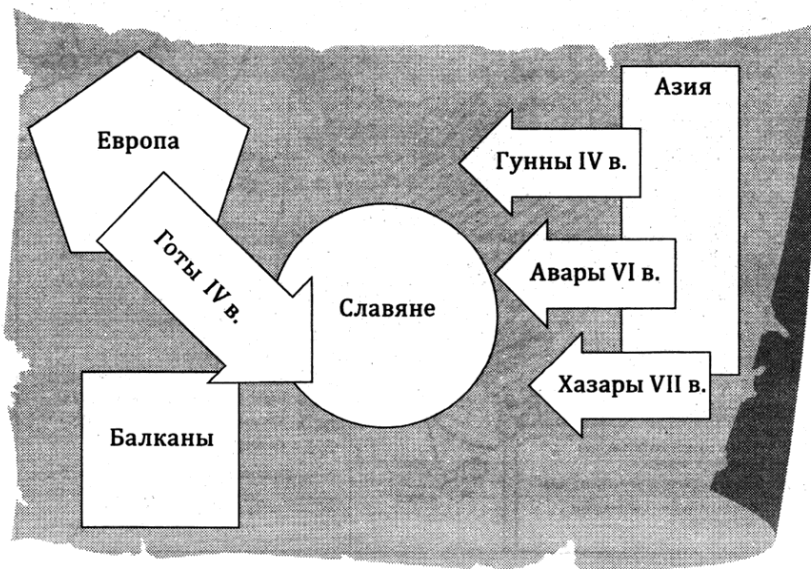 Европа
Азия
Гунны IV в.
Готы IV в.
Авары VI в.
Славяне
Хазары VII в.
Балканы